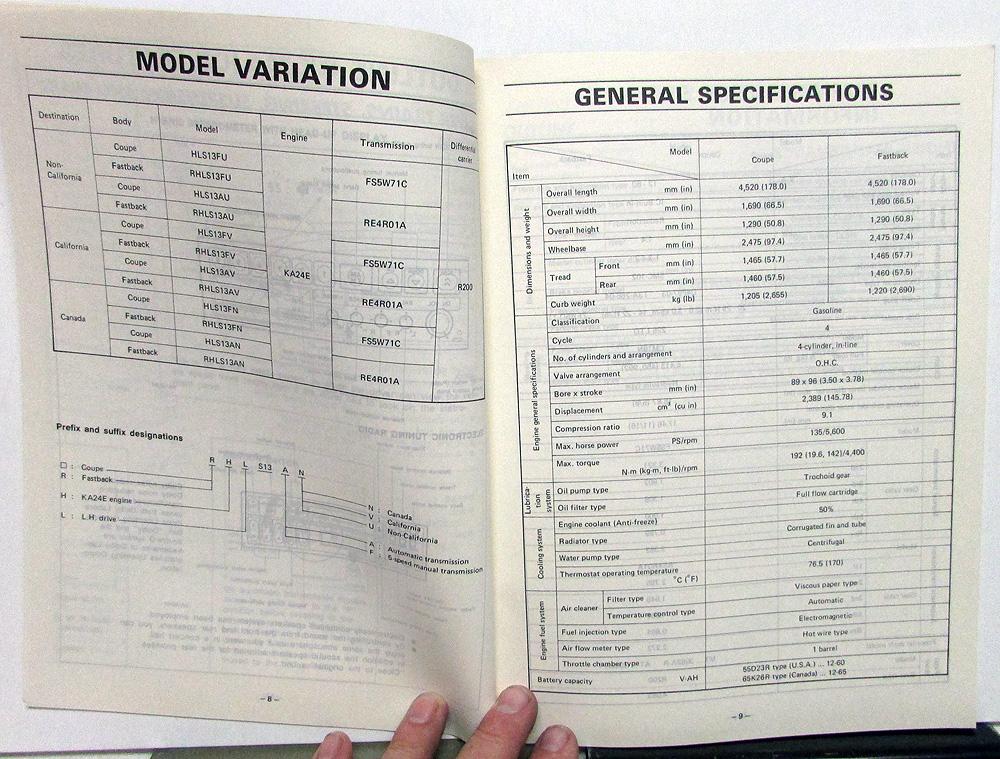 MODEL VARIATION
Destination Body Model Engine Transmission Differential carrier
Non-California Coupe HLS13FU KA24E FS5W71C R200
Fastback RHLS13FU
Coupe HLS13AU RE4R01A
Fastback RHLS13AU
California Coupe HLS13FV FS5W71C
Fastback RHLS13FV
Coupe HLS13AV RE4R01A
Fastback RHLS13AV
Canada Coupe HLS13FN FS5W71C
Fastback RHLS13FN
Coupe HLS13AN RE4R01A
Fastback RHLS13AN
Prefix and suffix designations
R H L S13 A N
□ : Coupe
R : Fastback
H : KA24E engine
L : L.H. drive
N : Canada
V : California
U : Non-California
A : Automatic transmission
F : 5-speed manual transmission
–8–
GENERAL SPECIFICATIONS
Item Model Coupe Fastback
Dimensions and weight
Overall length mm (in) 4,520 (178.0) 4,520 (178.0)
Overall width mm (in) 1,690 (66.5) 1,690 (66.5)
Overall height mm (in) 1,290 (50.8) 1,290 (50.8)
Wheelbase mm (in) 2,475 (97.4) 2,475 (97.4)
Tread Front mm (in) 1,465 (57.7) 1,465 (57.7)
Rear mm (in) 1,460 (57.5) 1,460 (57.5)
Curb weight kg (lb) 1,205 (2,655) 1,220 (2,690)
Engine general specifications
Classification Gasoline
Cycle 4
No. of cylinders and arrangement 4-cylinder, in-line
Valve arrangement O.H.C.
Bore x stroke mm (in) 89 x 96 (3.50 x 3.78)
Displacement cm³ (cu in) 2,389 (145.78)
Compression ratio 9.1
Max. horse power PS/rpm 135/5,600
Max. torque N·m (kg-m, ft-lb)/rpm 192 (19.6, 142)/4,400
Lubrica-tion system
Oil pump type Trochoid gear
Oil filter type Full flow cartridge
Cooling system
Engine coolant (Anti-freeze) 50%
Radiator type Corrugated fin and tube
Water pump type Centrifugal
Thermostat operating temperature °C (°F) 76.5 (170)
Engine fuel system
Air cleaner Filter type Viscous paper type
Temperature control type Automatic
Fuel injection type Electromagnetic
Air flow meter type Hot wire type
Throttle chamber type 1 barrel
Battery capacity V-AH 55D23R type (U.S.A.) ... 12-60
65K26R type (Canada) ... 12-65
–9–